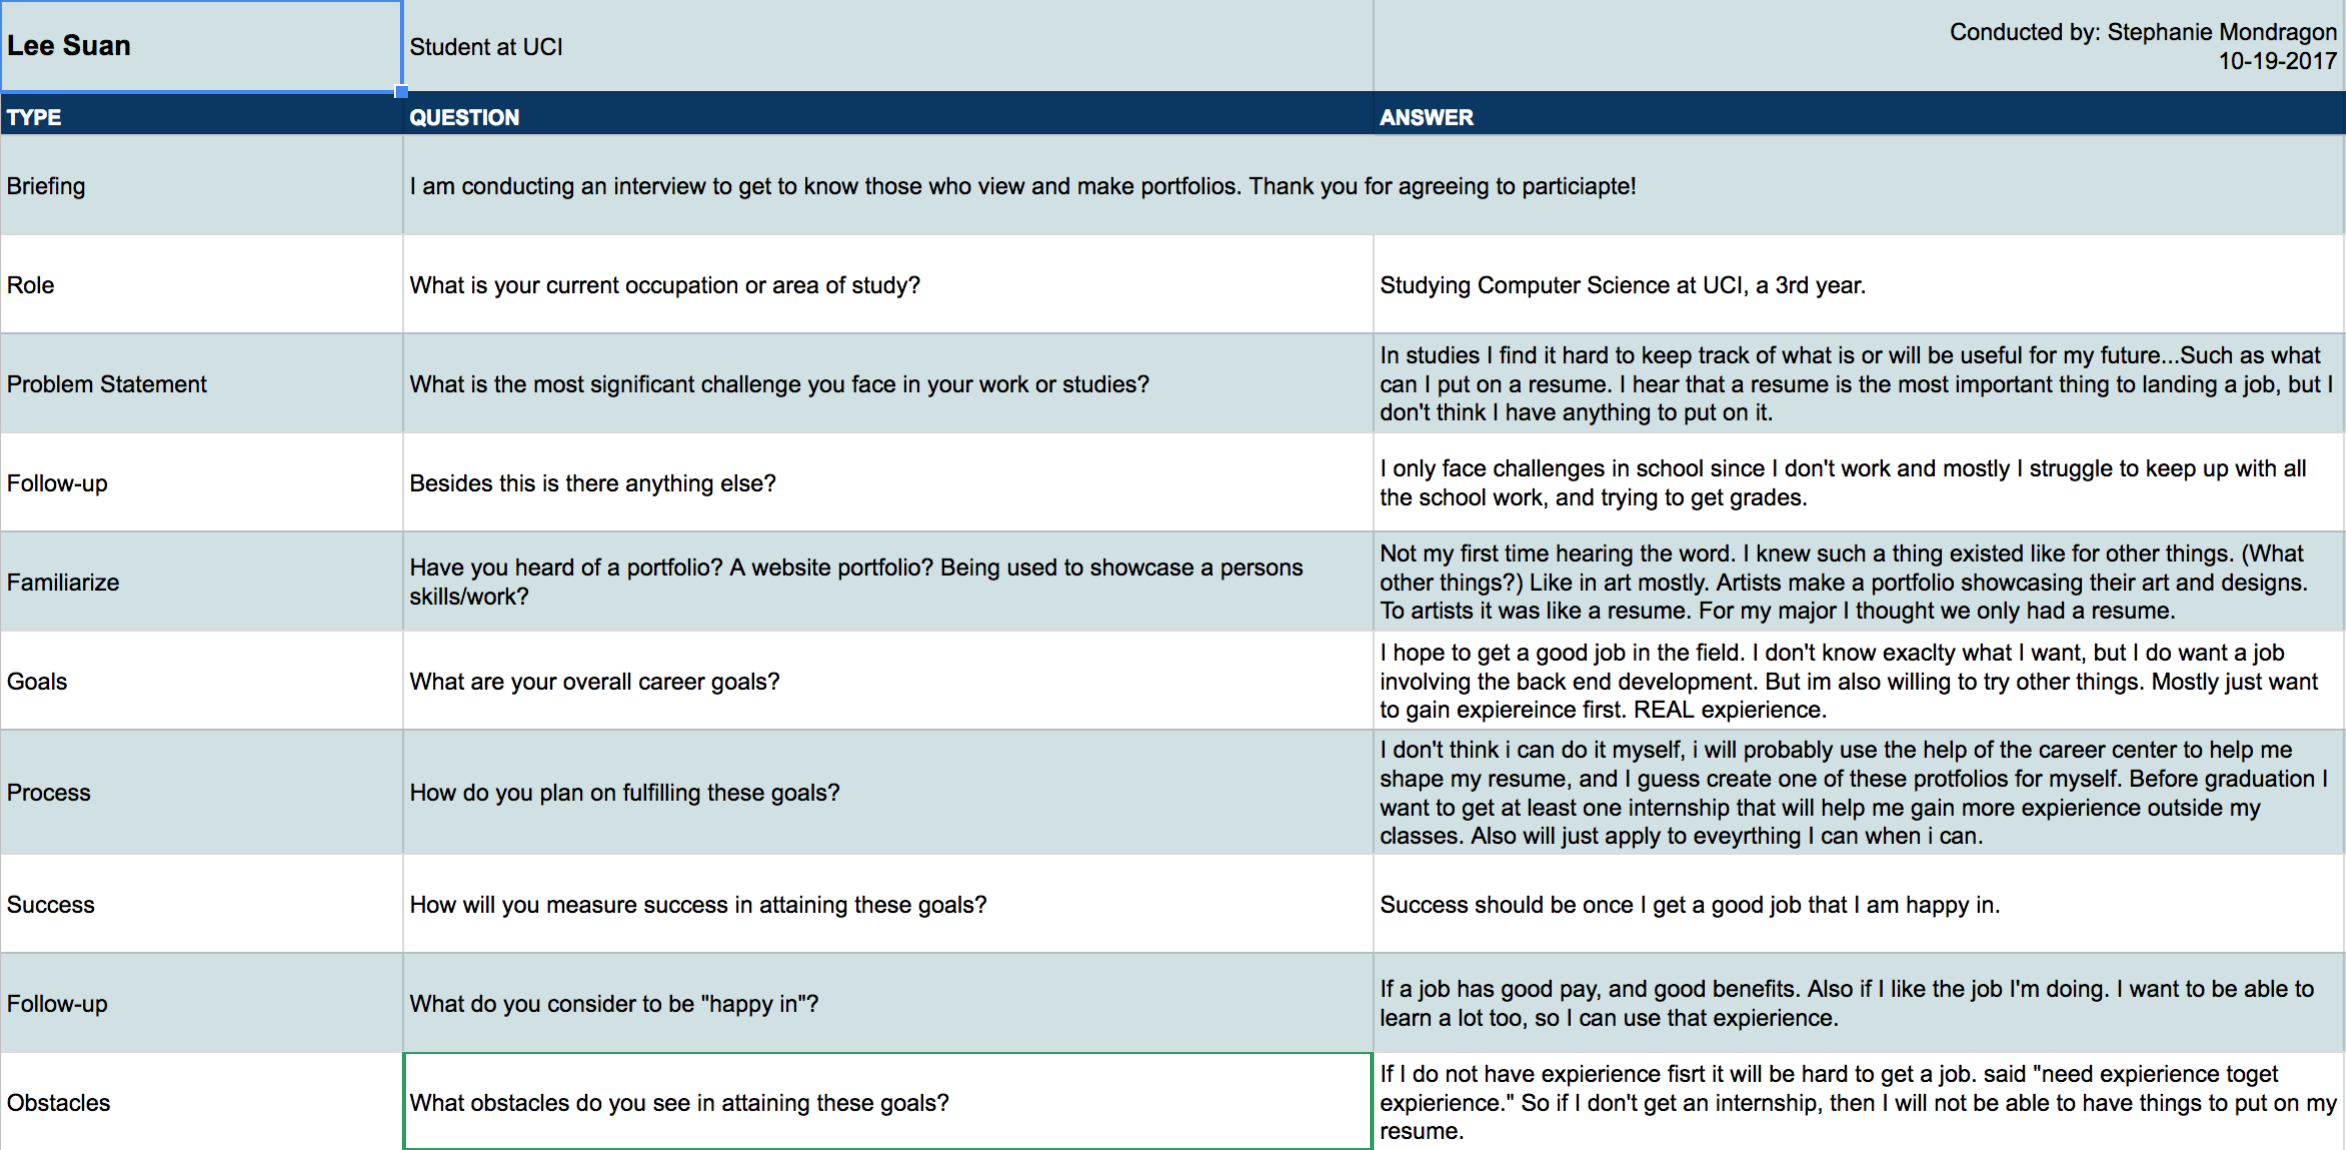 Lee Suan
Student at UCI
Conducted by: Stephanie Mondragon
10-19-2017
TYPE
QUESTION
ANSWER
Briefing
I am conducting an interview to get to know those who view and make portfolios. Thank you for agreeing to particiapte!
Role
What is your current occupation or area of study?
Studying Computer Science at UCI, a 3rd year.
Problem Statement
What is the most significant challenge you face in your work or studies?
In studies I find it hard to keep track of what is or will be useful for my future...Such as what
can I put on a resume. I hear that a resume is the most important thing to landing a job, but I
don't think I have anything to put on it.
Follow-up
Besides this is there anything else?
I only face challenges in school since I don't work and mostly I struggle to keep up with all
the school work, and trying to get grades.
Familiarize
Have you heard of a portfolio? A website portfolio? Being used to showcase a persons
skills/work?
Not my first time hearing the word. I knew such a thing existed like for other things. (What
other things?) Like in art mostly. Artists make a portfolio showcasing their art and designs.
To artists it was like a resume. For my major I thought we only had a resume.
Goals
What are your overall career goals?
I hope to get a good job in the field. I don't know exaclty what I want, but I do want a job
involving the back end development. But im also willing to try other things. Mostly just want
to gain expiereince first. REAL expierience.
Process
How do you plan on fulfilling these goals?
I don't think i can do it myself, i will probably use the help of the career center to help me
shape my resume, and I guess create one of these protfolios for myself. Before graduation I
want to get at least one internship that will help me gain more expierience outside my
classes. Also will just apply to eveyrthing I can when i can.
Success
How will you measure success in attaining these goals?
Success should be once I get a good job that I am happy in.
Follow-up
What do you consider to be "happy in"?
If a job has good pay, and good benefits. Also if I like the job I'm doing. I want to be able to
learn a lot too, so I can use that expierience.
Obstacles
What obstacles do you see in attaining these goals?
If I do not have expierience fisrt it will be hard to get a job. said "need expierience toget
expierience." So if I don't get an internship, then I will not be able to have things to put on my
resume.